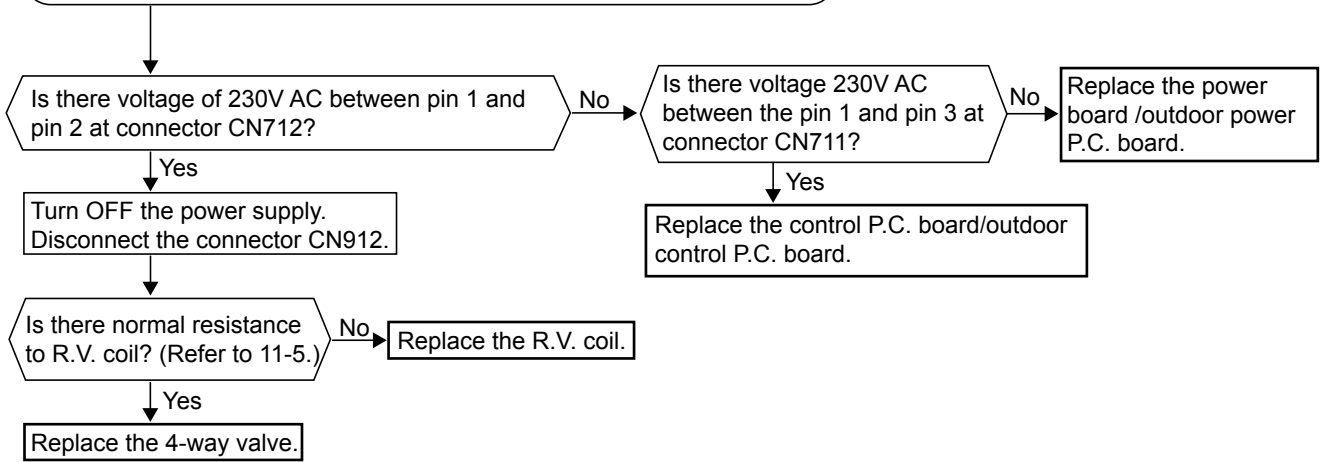 Is there voltage of 230V AC between pin 1 and
pin 2 at connector CN712?
No
Is there voltage 230V AC
between the pin 1 and pin 3 at
connector CN711?
No
Replace the power
board /outdoor power
P.C. board.
Yes
Yes
Turn OFF the power supply.
Disconnect the connector CN912.
Replace the control P.C. board/outdoor
control P.C. board.
Is there normal resistance
to R.V. coil? (Refer to 11-5.)
No
Replace the R.V. coil.
Yes
Replace the 4-way valve.